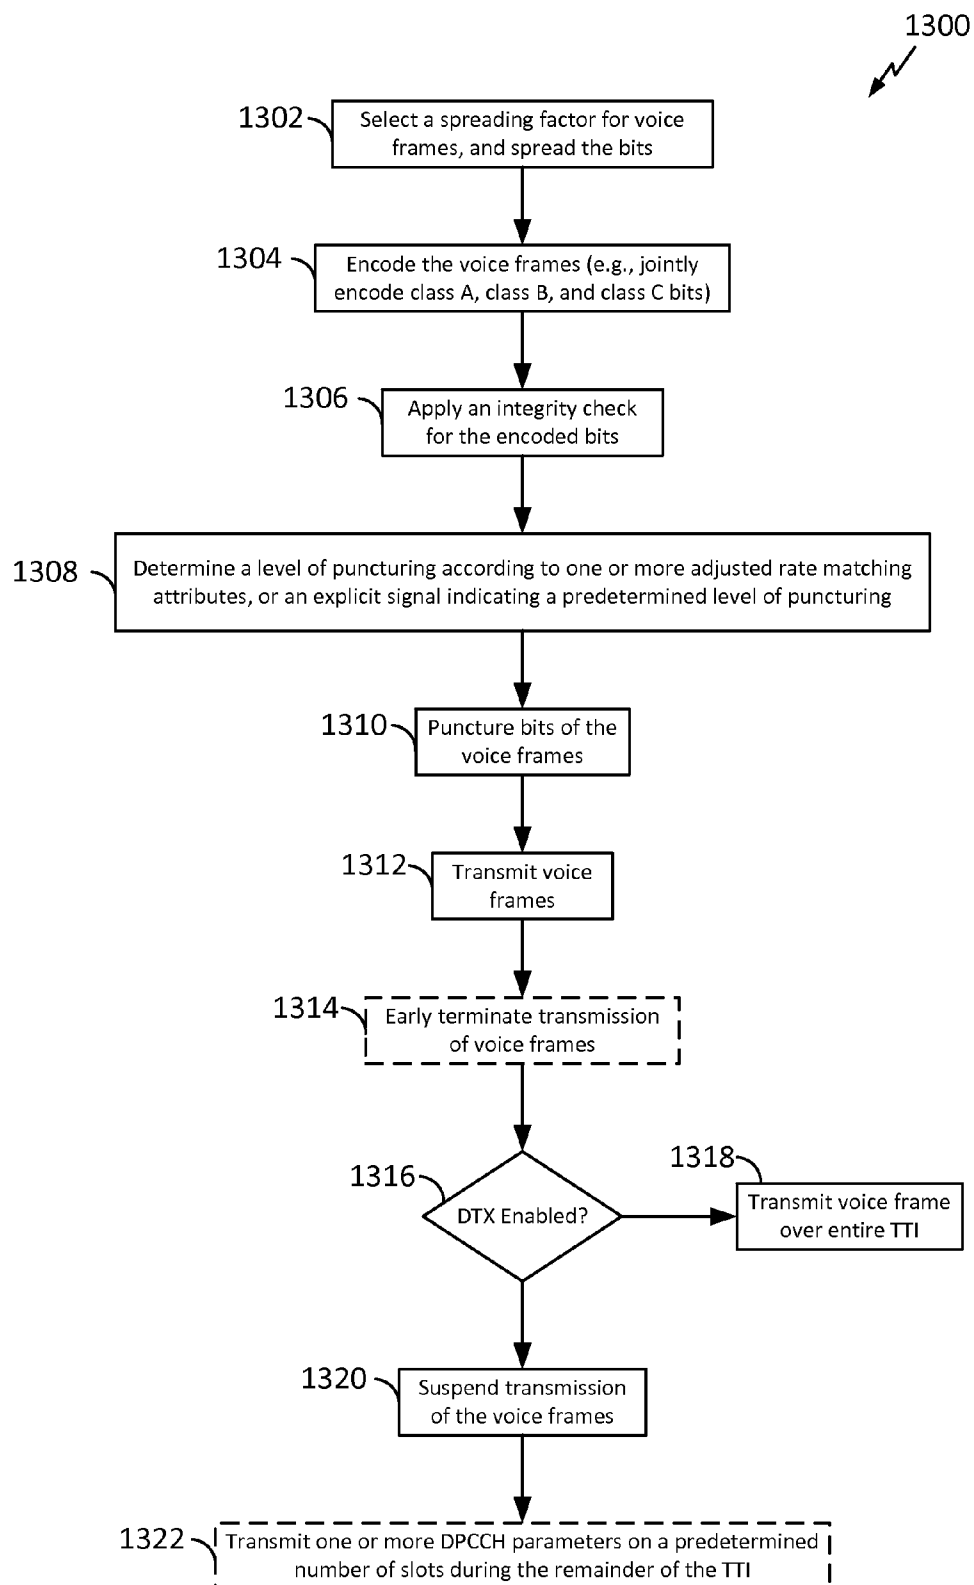 1300
1302
Select a spreading factor for voice
frames, and spread the bits
1304
Encode the voice frames (e.g., jointly
encode class A, class B, and class C bits)
1306
Apply an integrity check
for the encoded bits
1308
Determine a level of puncturing according to one or more adjusted rate matching
attributes, or an explicit signal indicating a predetermined level of puncturing
1310
Puncture bits of the
voice frames
1312
Transmit voice
frames
1314
Early terminate transmission
of voice frames
1316
DTX Enabled?
1318
Transmit voice frame
over entire TTI
1320
Suspend transmission
of the voice frames
1322
Transmit one or more DPCCH parameters on a predetermined
number of slots during the remainder of the TTI